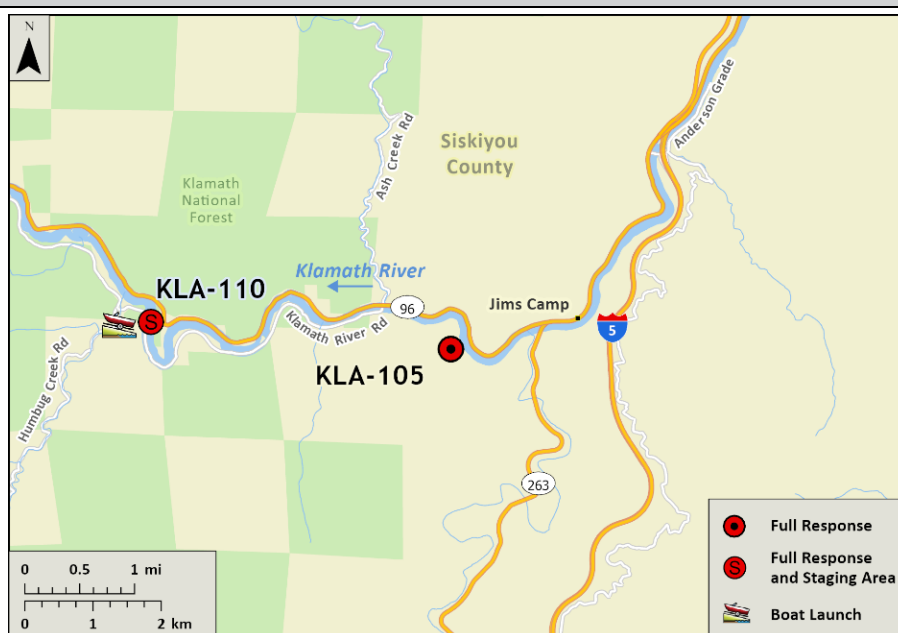 N
Anderson Grade
Ash Creek Rd
Siskiyou
County
Klamath
National
Forest
Klamath River
KLA-110
96
Jims Camp
S
Klamath River Rd
5
KLA-105
Humbug Creek Rd
263
0 0.5 1 mi
0 1 2 km
Full Response
S
Full Response
and Staging Area
Boat Launch